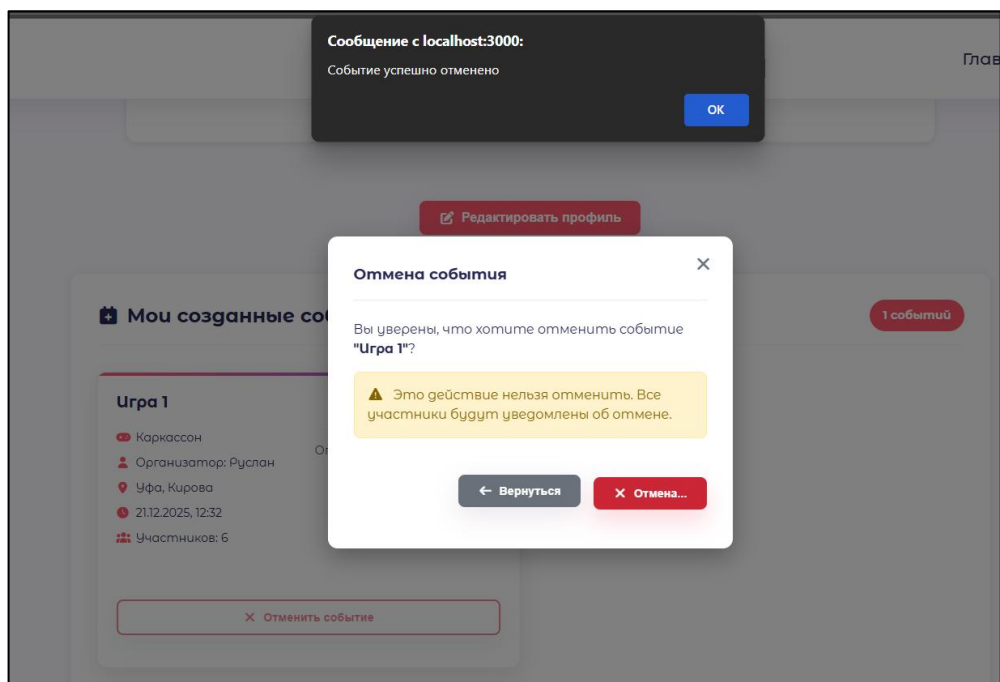 Сообщение с localhost:3000:
Событие успешно отменено
OK
Редактировать профиль
Отмена события
Мои созданные
1 событий
Вы уверены, что хотите отменить событие
"Игра 1"?
Это действие нельзя отменить. Все
участники будут уведомлены об отмене.
← Вернуться
Отмена...
Игра 1
Каркассон
Организатор: Руслан
Уфа, Кирова
21.12.2025, 12:32
Участников: 6
Отменить событие